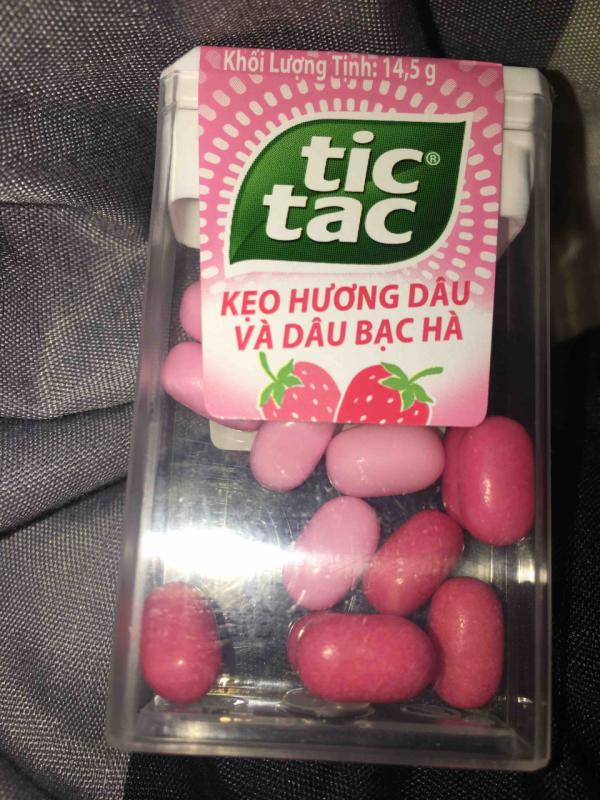 Khối Lượng Tịnh: 14,5 g
tic®
tac
KẸO HƯƠNG DÂU
VÀ DÂU BẠC HÀ